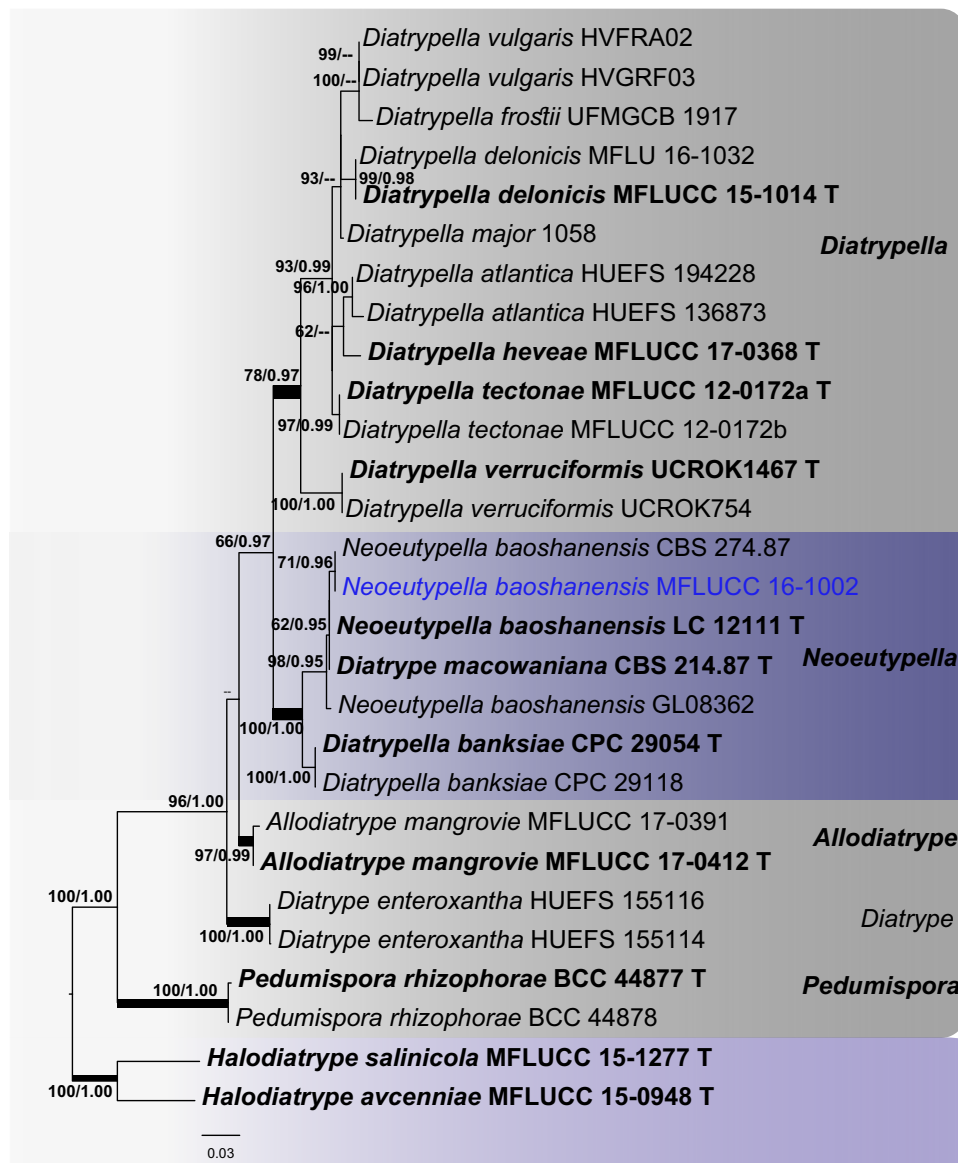 Diatrypella vulgaris HVFRA02
99/--
100/--
Diatrypella vulgaris HVGRF03
Diatrypella frostii UFMGCB 1917
Diatrypella delonicis MFLU 16-1032
93/--
99/0.98
Diatrypella delonicis MFLUCC 15-1014 T
Diatrypella major 1058
Diatrypella
93/0.99
Diatrypella atlantica HUEFS 194228
96/1.00
Diatrypella atlantica HUEFS 136873
62/--
Diatrypella heveae MFLUCC 17-0368 T
78/0.97
Diatrypella tectonae MFLUCC 12-0172a T
97/0.99
Diatrypella tectonae MFLUCC 12-0172b
Diatrypella verruciformis UCROK1467 T
100/1.00
Diatrypella verruciformis UCROK754
66/0.97
Neoeutypella baoshanensis CBS 274.87
71/0.96
Neoeutypella baoshanensis MFLUCC 16-1002
62/0.95
Neoeutypella baoshanensis LC 12111 T
98/0.95
Diatrype macowaniana CBS 214.87 T
Neoeutypella
--
Neoeutypella baoshanensis GL08362
100/1.00
Diatrypella banksiae CPC 29054 T
100/1.00
Diatrypella banksiae CPC 29118
96/1.00
Allodiatrype mangrovie MFLUCC 17-0391
Allodiatrype
97/0.99
Allodiatrype mangrovie MFLUCC 17-0412 T
100/1.00
Diatrype enteroxantha HUEFS 155116
Diatrype
100/1.00
Diatrype enteroxantha HUEFS 155114
100/1.00
Pedumispora rhizophorae BCC 44877 T
Pedumispora
Pedumispora rhizophorae BCC 44878
Halodiatrype salinicola MFLUCC 15-1277 T
100/1.00
Halodiatrype avcenniae MFLUCC 15-0948 T
0.03